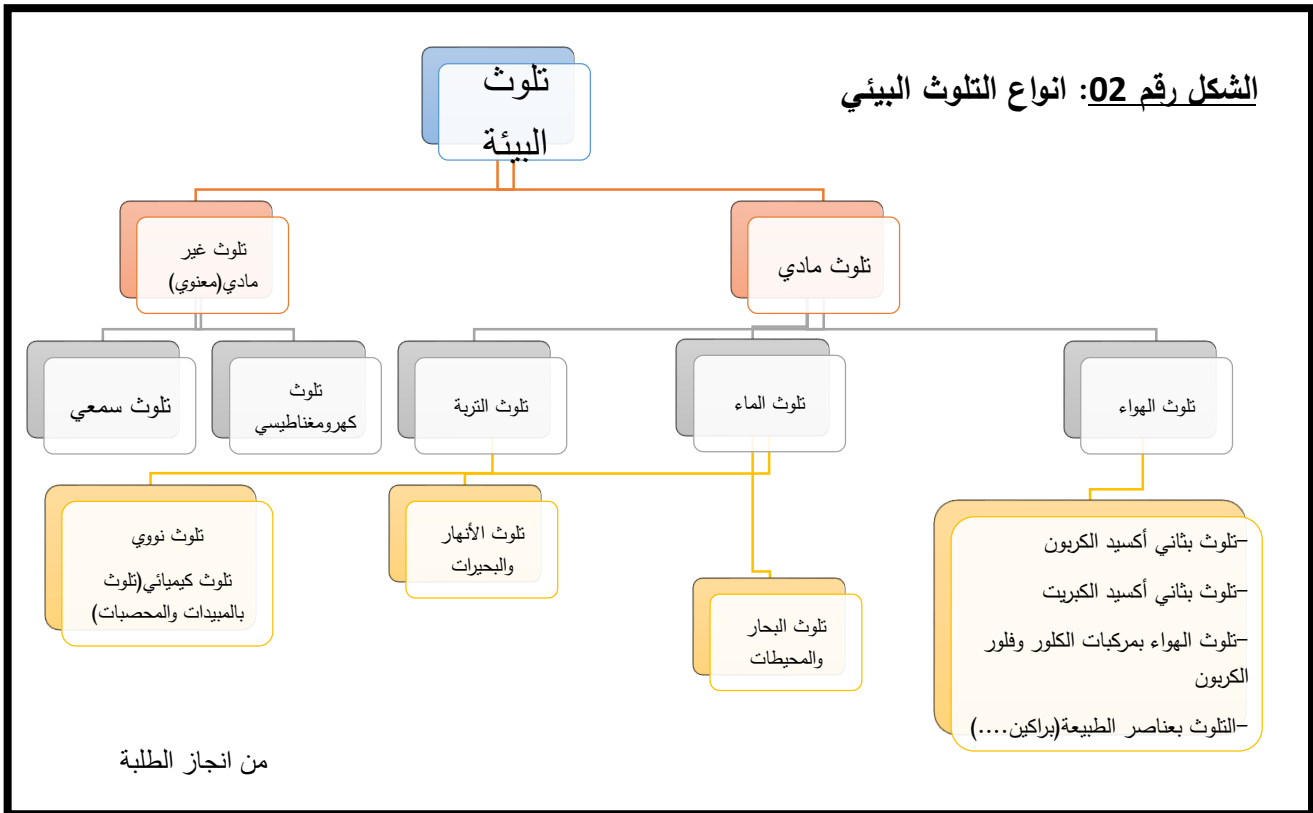 الشكل رقم 02: انواع التلوث البيئي
تلوث
البيئة
تلوث مادي
تلوث غير
مادي(معنوي)
تلوث الهواء
تلوث الماء
تلوث التربة
تلوث
كهرومغناطيسي
تلوث سمعي
-تلوث بثاني أكسيد الكربون
-تلوث بثاني أكسيد الكبريت
-تلوث الهواء بمركبات الكلور وفلور
الكربون
-التلوث بعناصر الطبيعة(براكين....)
تلوث البحار
والمحيطات
تلوث الأنهار
والبحيرات
تلوث نووي
تلوث كيميائي(تلوث
بالمبيدات والمحصبات)
من انجاز الطلبة